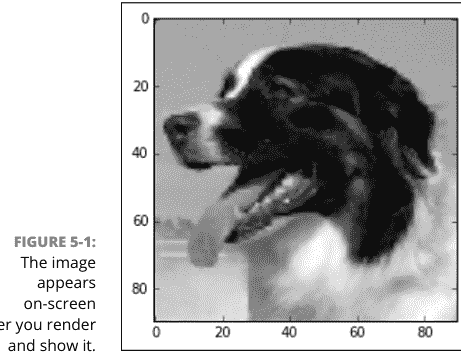 0
20
40
60
80
0 20 40 60 80
FIGURE 5-1:
The image
appears
on-screen
er you render
and show it.